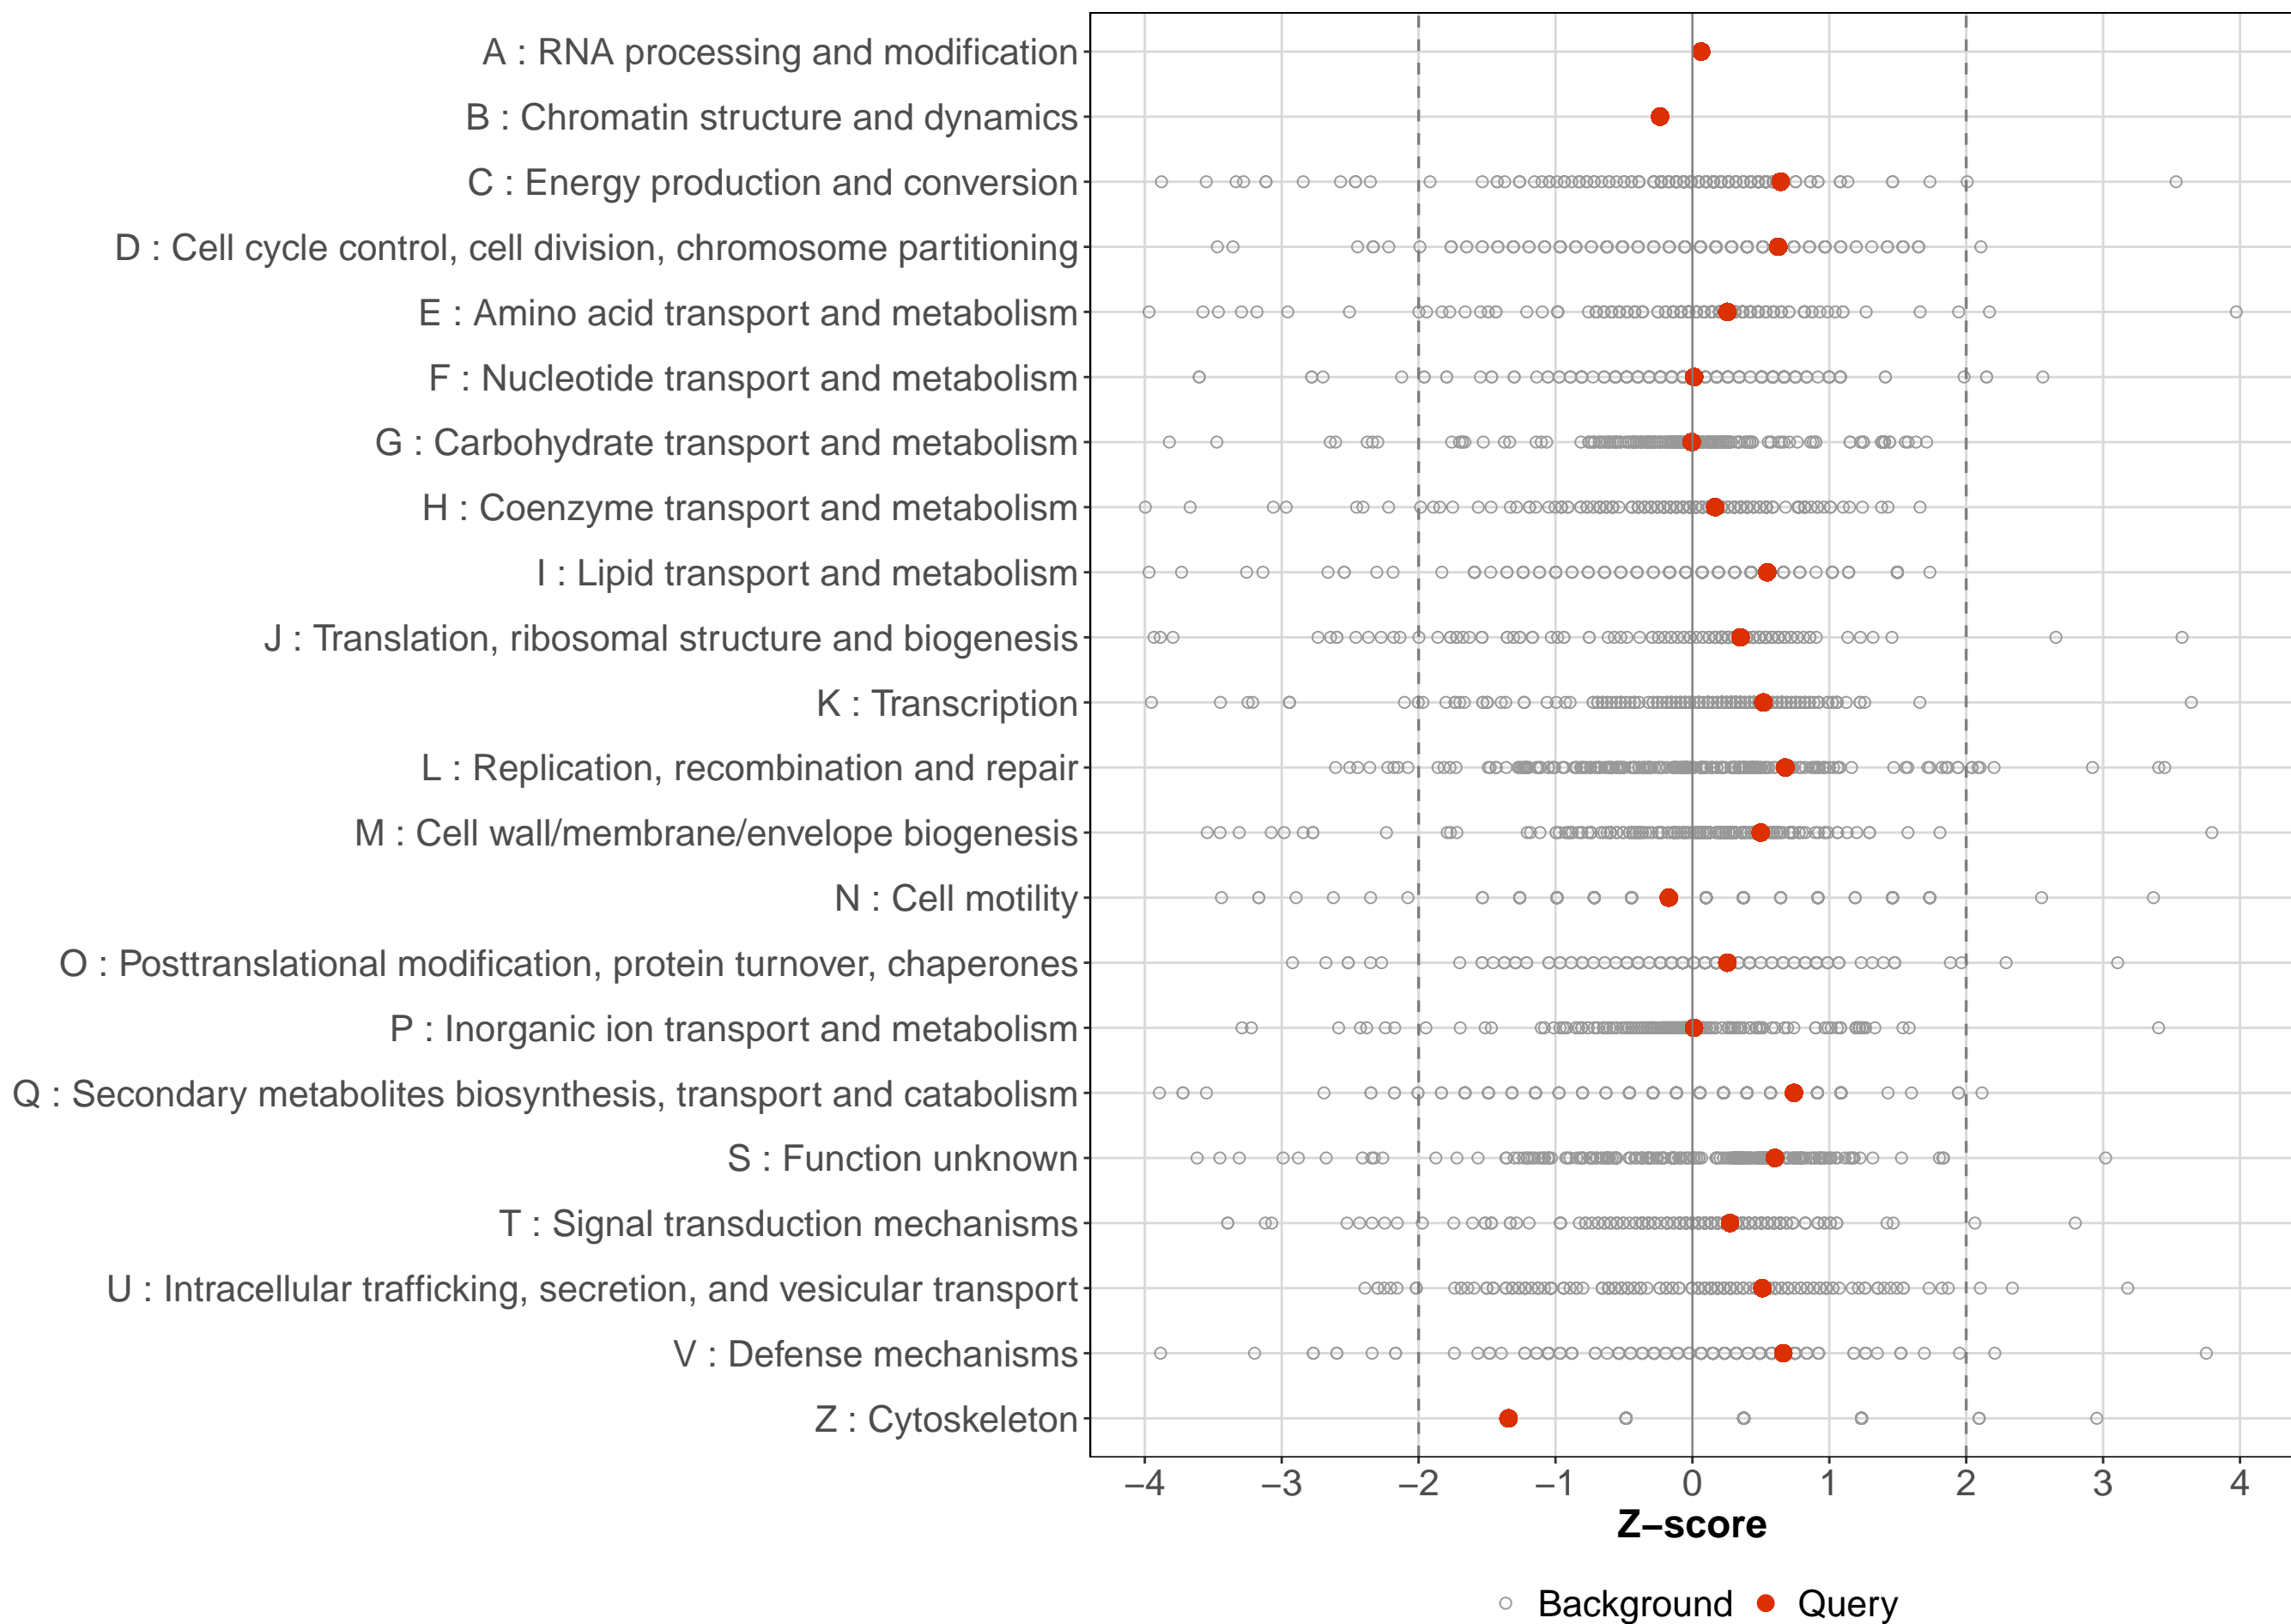 A : RNA processing and modification
B : Chromatin structure and dynamics
C : Energy production and conversion
D : Cell cycle control, cell division, chromosome partitioning
E : Amino acid transport and metabolism
F : Nucleotide transport and metabolism
G : Carbohydrate transport and metabolism
H : Coenzyme transport and metabolism
I : Lipid transport and metabolism
J : Translation, ribosomal structure and biogenesis
K : Transcription
L : Replication, recombination and repair
M : Cell wall/membrane/envelope biogenesis
N : Cell motility
O : Posttranslational modification, protein turnover, chaperones
P : Inorganic ion transport and metabolism
Q : Secondary metabolites biosynthesis, transport and catabolism
S : Function unknown
T : Signal transduction mechanisms
U : Intracellular trafficking, secretion, and vesicular transport
V : Defense mechanisms
Z : Cytoskeleton
−4 −3 −2 −1 0 1 2 3 4
Z−score
Background Query